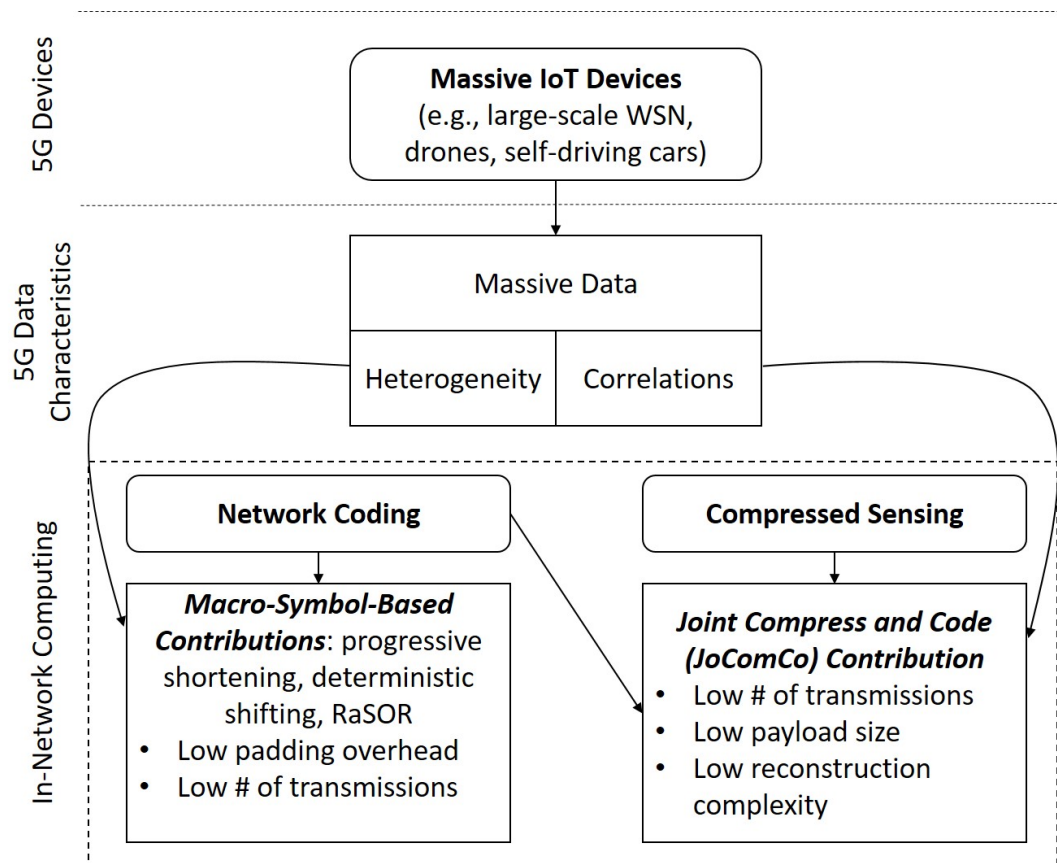 5G Devices
Massive IoT Devices
(e.g., large-scale WSN,
drones, self-driving cars)
5G Data
Characteristics
Massive Data
Heterogeneity
Correlations
In-Network Computing
Network Coding
Compressed Sensing
Macro-Symbol-Based
Contributions: progressive
shortening, deterministic
shifting, RaSOR
• Low padding overhead
• Low # of transmissions
Joint Compress and Code
(JoComCo) Contribution
• Low # of transmissions
• Low payload size
• Low reconstruction
complexity